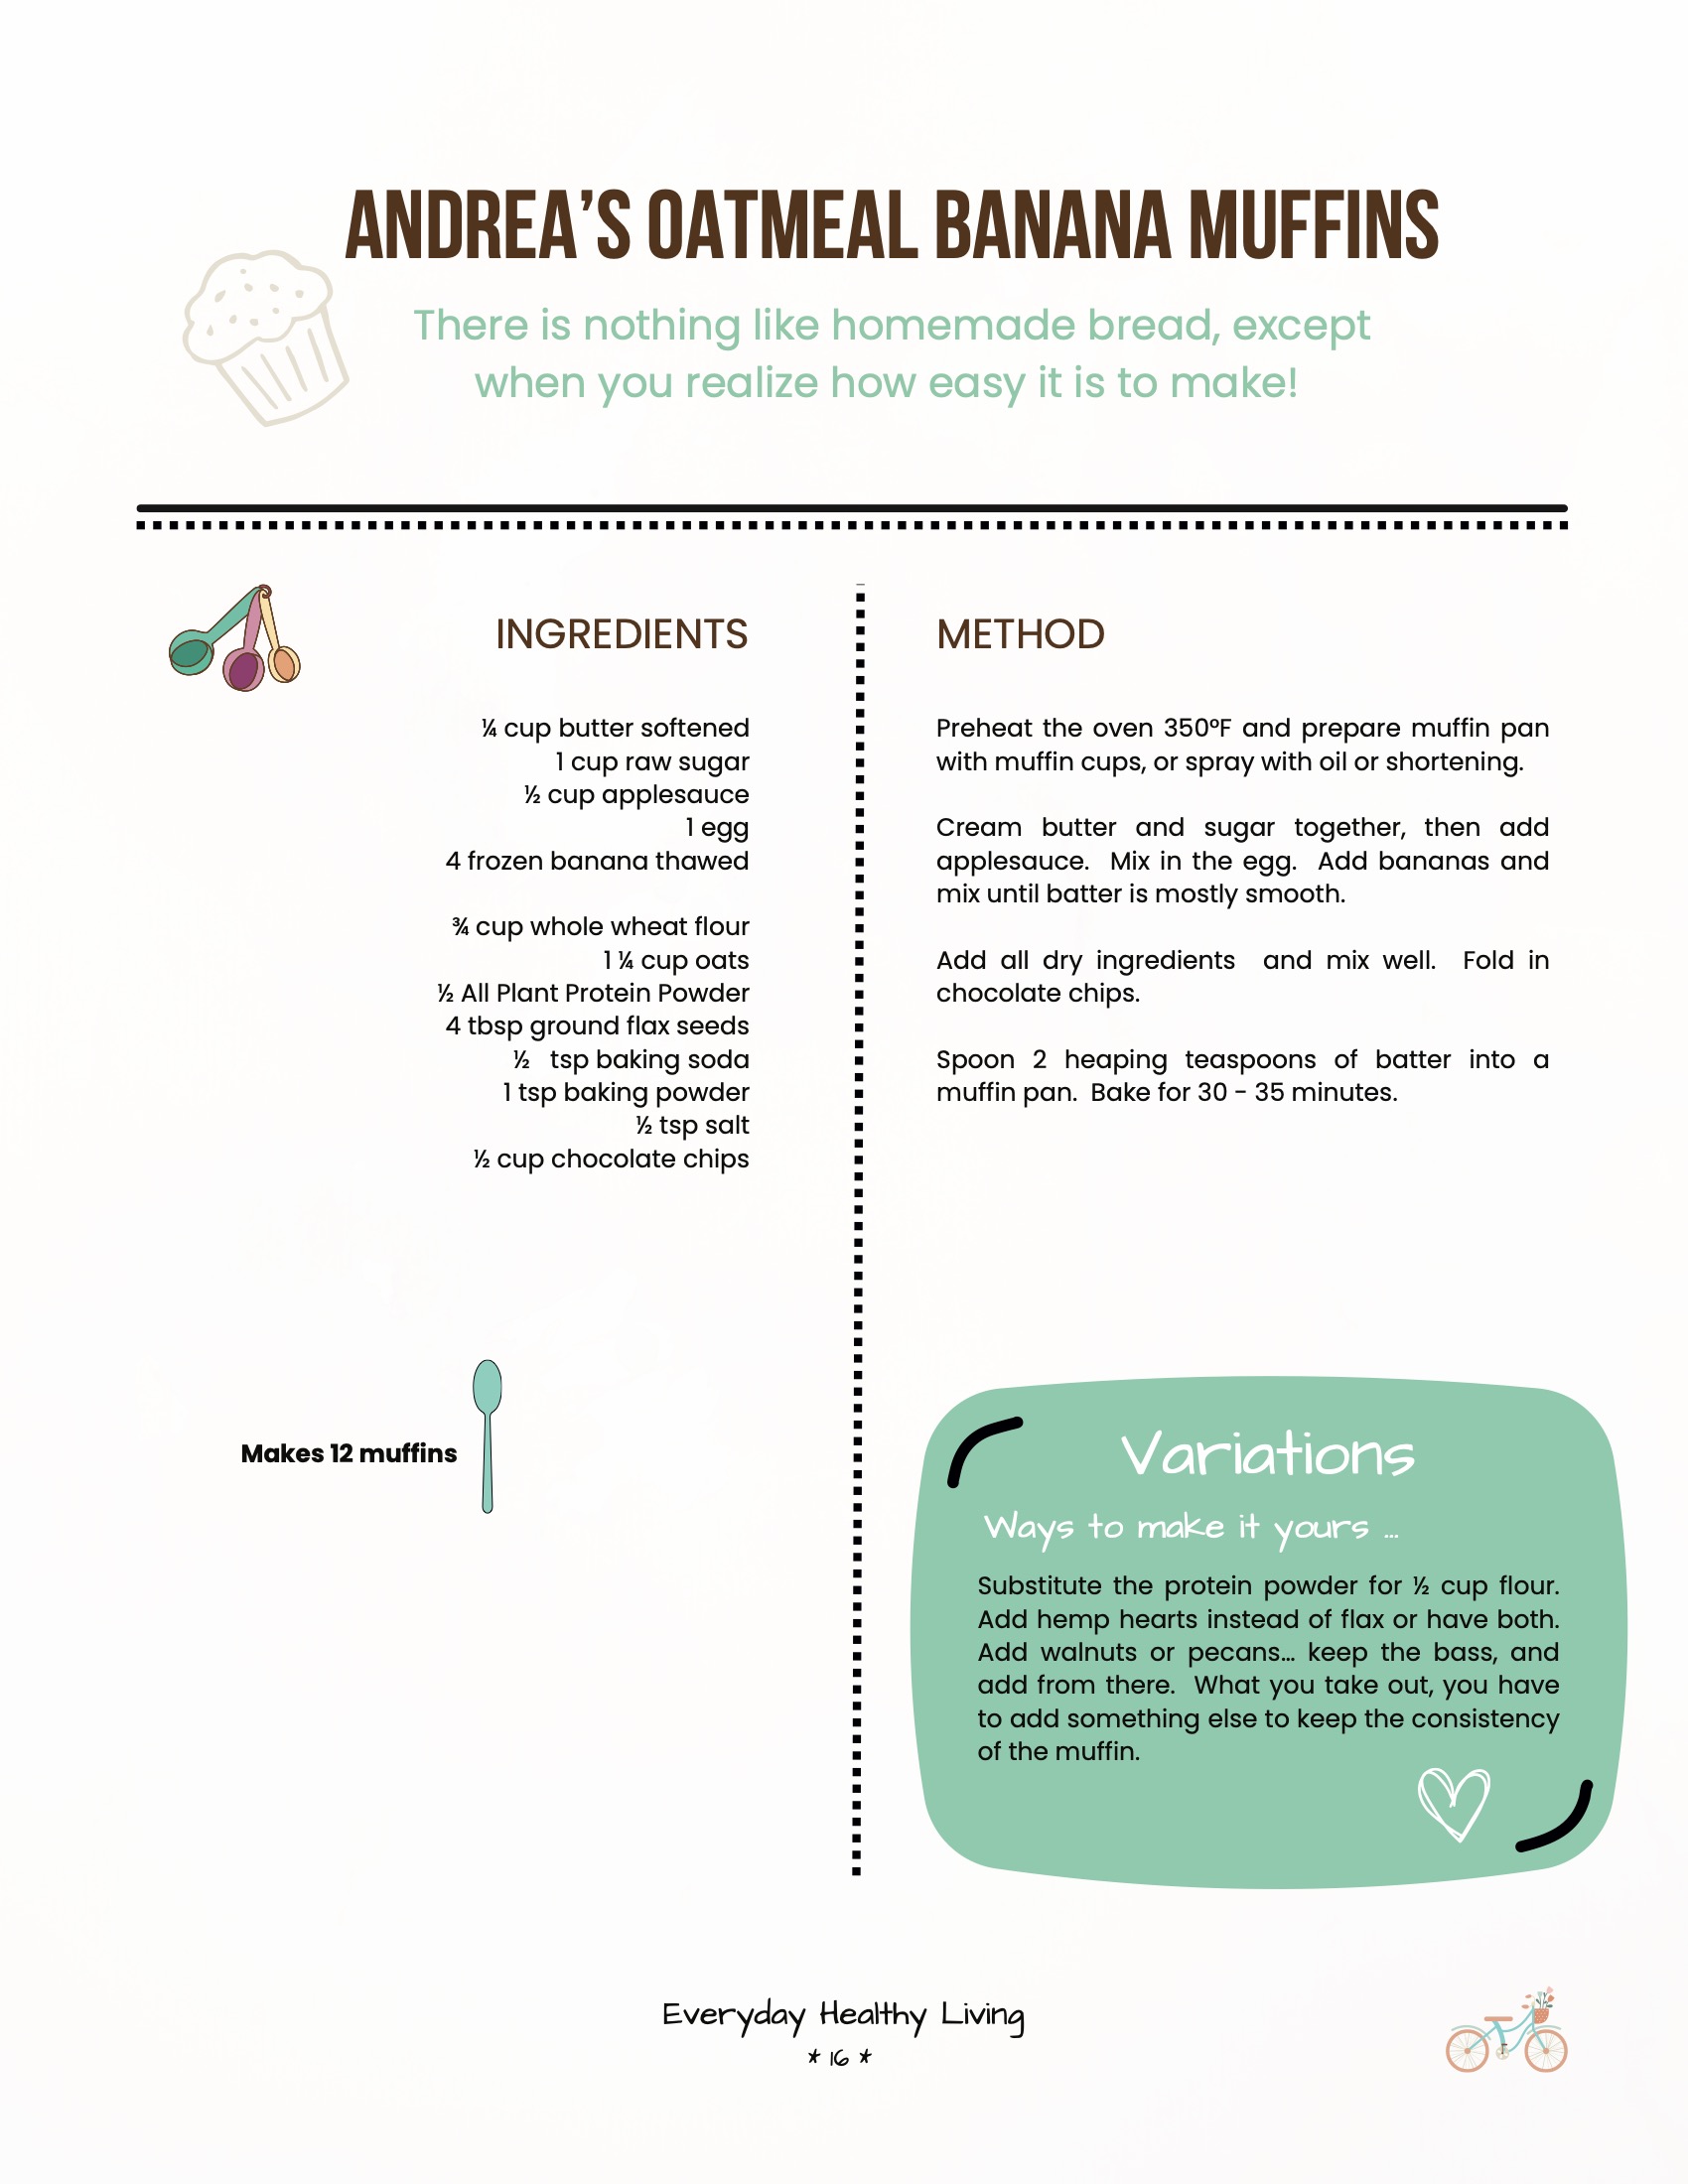 ANDREA'S OATMEAL BANANA MUFFINS
There is nothing like homemade bread, except
when you realize how easy it is to make!
INGREDIENTS
¼ cup butter softened
1 cup raw sugar
½ cup applesauce
1 egg
4 frozen banana thawed
¾ cup whole wheat flour
1 ¼ cup oats
½ All Plant Protein Powder
4 tbsp ground flax seeds
½ tsp baking soda
1 tsp baking powder
½ tsp salt
½ cup chocolate chips
Makes 12 muffins
METHOD
Preheat the oven 350°F and prepare muffin pan
with muffin cups, or spray with oil or shortening.
Cream butter and sugar together, then add
applesauce. Mix in the egg. Add bananas and
mix until batter is mostly smooth.
Add all dry ingredients and mix well. Fold in
chocolate chips.
Spoon 2 heaping teaspoons of batter into a
muffin pan. Bake for 30 - 35 minutes.
Variations
Ways to make it yours ...
Substitute the protein powder for ½ cup flour.
Add hemp hearts instead of flax or have both.
Add walnuts or pecans... keep the bass, and
add from there. What you take out, you have
to add something else to keep the consistency
of the muffin.
Everyday Healthy Living
* 16 *